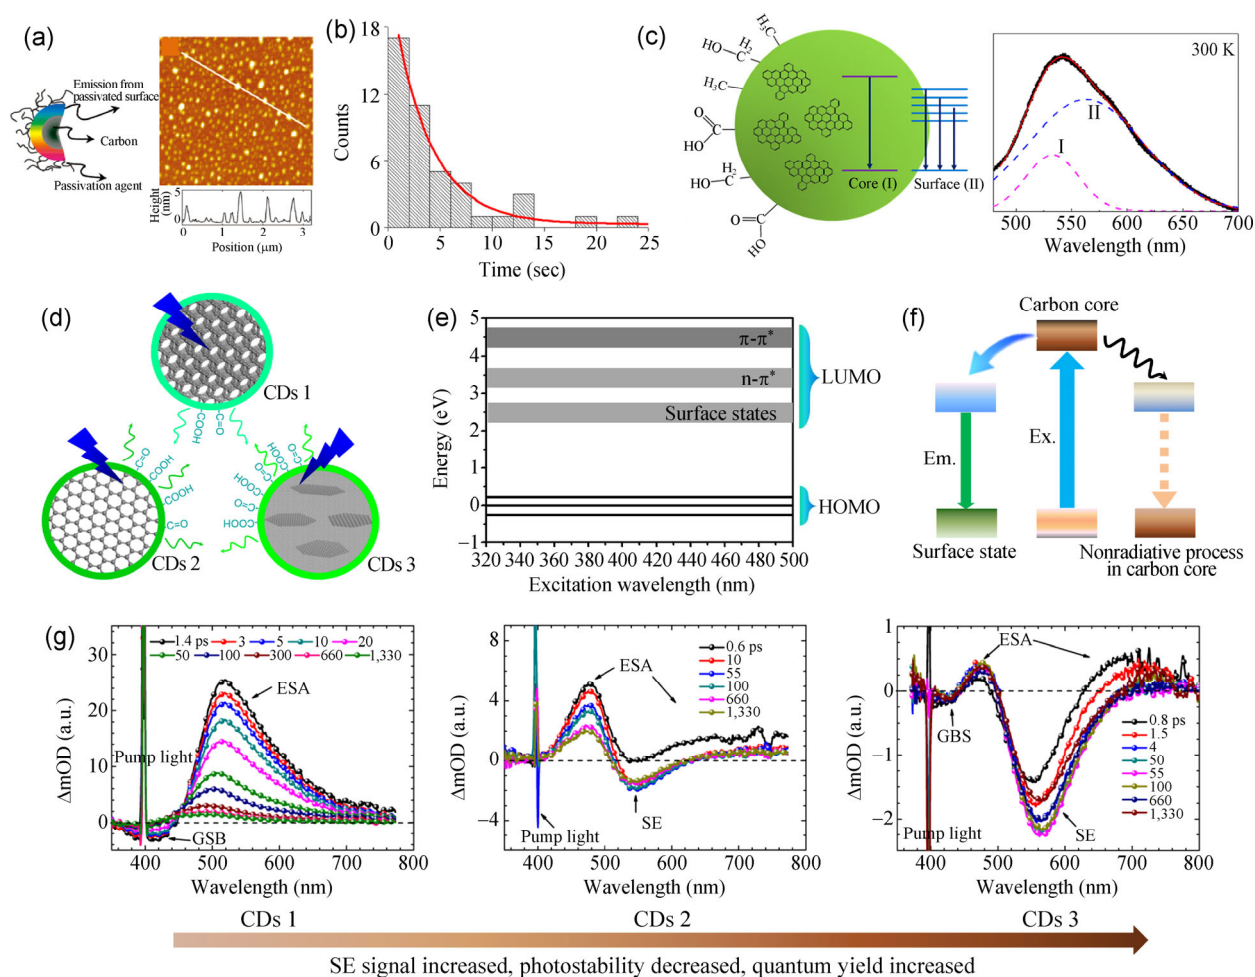 (a)
Emission from
passivated surface
Carbon
Passivation agent
Height
(nm)
5
0
0 1 2 3
Position (μm)
(b)
Counts
18
12
6
0
0 5 10 15 20 25
Time (sec)
(c)
H₃C
H₂
HO C
H₃C
O
C
HO
H₂
HO C
O C
HO
Core (I)
Surface (II)
300 K
I
II
500 550 600 650 700
Wavelength (nm)
(d)
CDs 1
COOH
C=O
CDs 2
C=O
COOH
C=O
COOH
C=O
CDs 3
COOH
C=O
COOH
C=O
COOH
(e)
Energy (eV)
5
4
3
2
1
0
−1
π-π*
n-π*
Surface states
LUMO
HOMO
320 340 360 380 400 420 440 460 480 500
Excitation wavelength (nm)
(f)
Carbon core
Em.
Ex.
Surface state
Nonradiative process
in carbon core
(g)
ΔmOD (a.u.)
30
20
10
0
1.4 ps 3 5 10 20
50 100 300 660 1,330
ESA
Pump light
GSB
400 500 600 700 800
Wavelength (nm)
CDs 1
ΔmOD (a.u.)
8
4
0
−4
0.6 ps
10
55
100
660
1,330
ESA
SE
Pump light
400 500 600 700 800
Wavelength (nm)
CDs 2
ΔmOD (a.u.)
1
0
−1
−2
ESA
GBS
0.8 ps
1.5
4
50
55
100
660
1,330
SE
Pump light
400 500 600 700 800
Wavelength (nm)
CDs 3
SE signal increased, photostability decreased, quantum yield increased